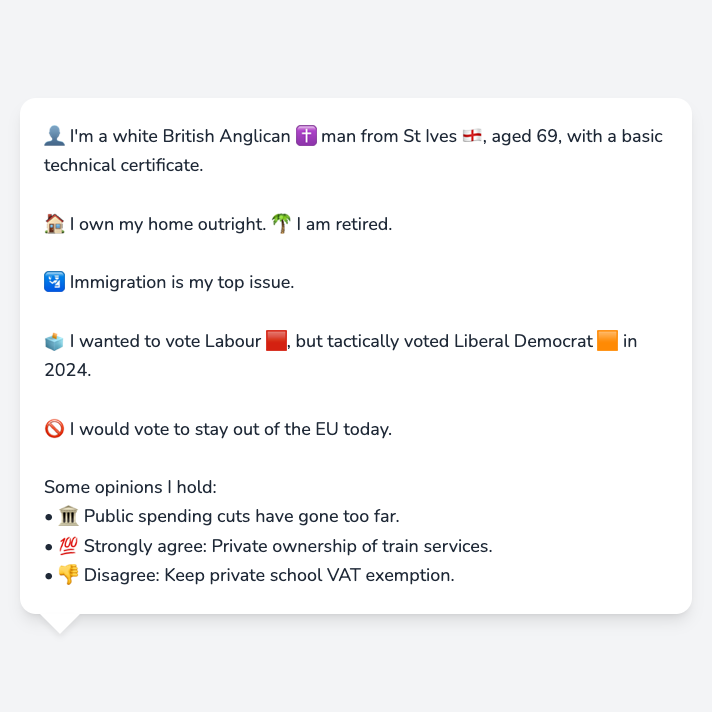 👤 I'm a white British Anglican ✝️ man from St Ives 🏴󠁧󠁢󠁥󠁮󠁧󠁿, aged 69, with a basic
technical certificate.
🏠 I own my home outright. 🌴 I am retired.
🛂 Immigration is my top issue.
🗳️ I wanted to vote Labour 🟥, but tactically voted Liberal Democrat 🟧 in
2024.
🚫 I would vote to stay out of the EU today.
Some opinions I hold:
• 🏛️ Public spending cuts have gone too far.
• 💯 Strongly agree: Private ownership of train services.
• 👎 Disagree: Keep private school VAT exemption.